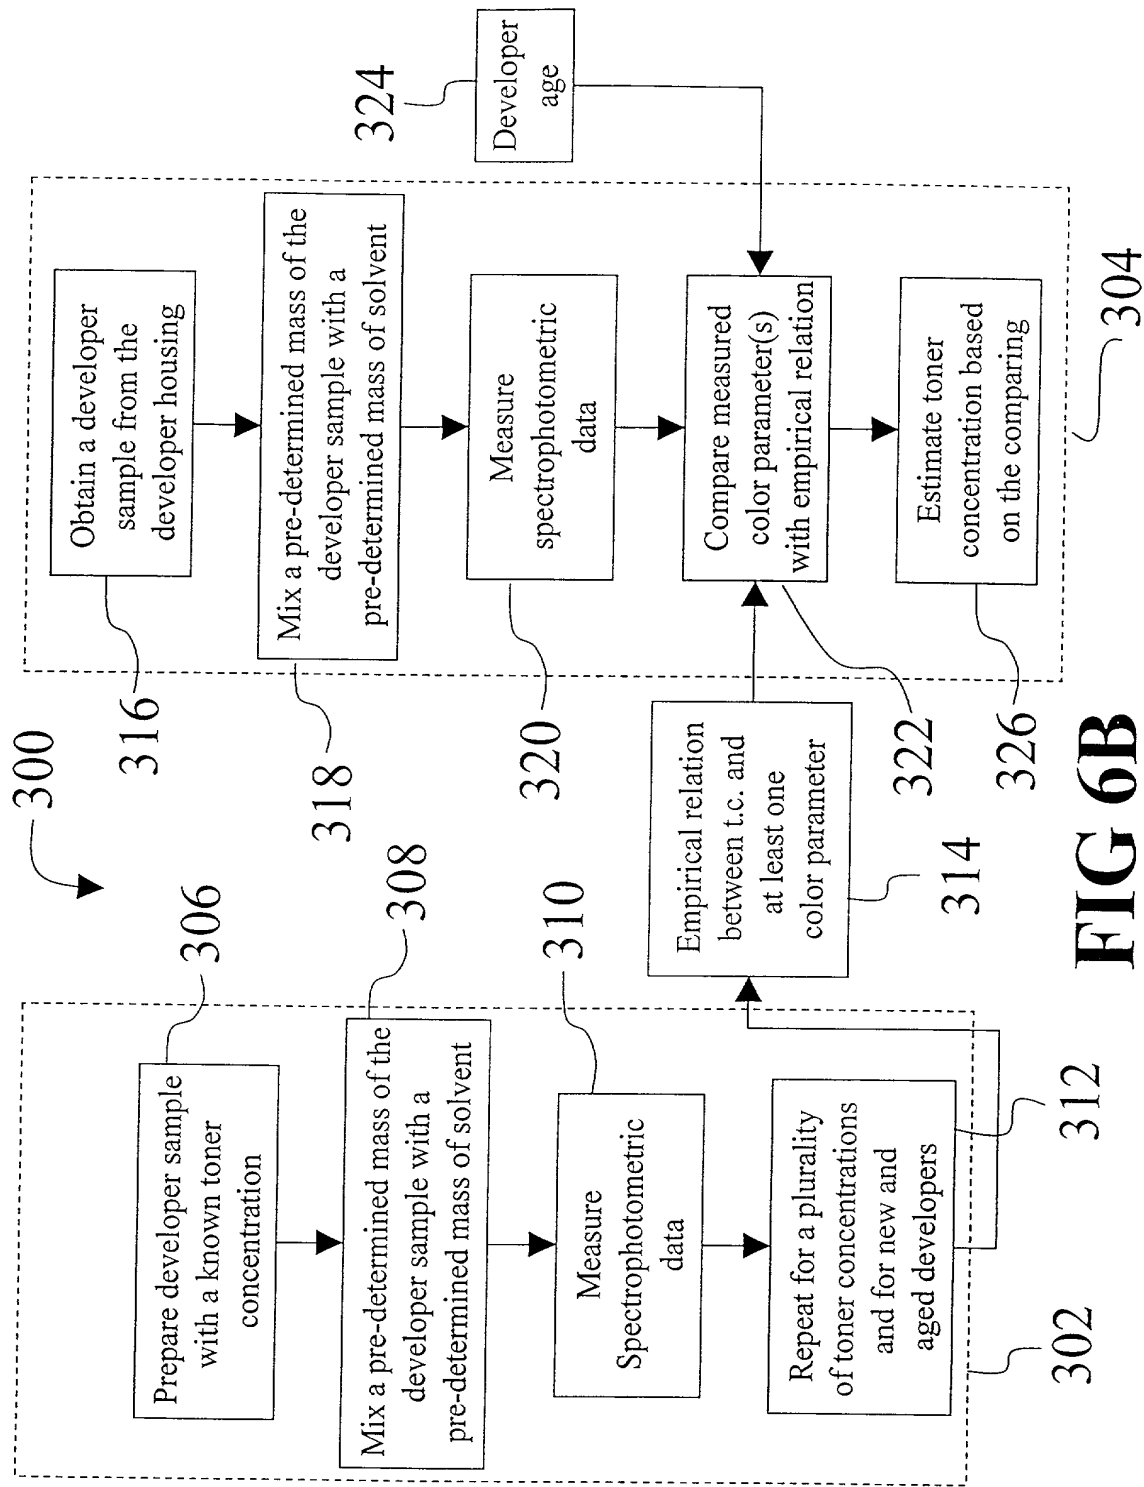 300
302
306
Prepare developer sample
with a known toner
concentration
308
Mix a pre-determined mass of the
developer sample with a
pre-determined mass of solvent
310
Measure
Spectrophotometric
data
312
Repeat for a plurality
of toner concentrations
and for new and
aged developers
314
Empirical relation
between t.c. and
at least one
color parameter
304
316
Obtain a developer
sample from the
developer housing
318
Mix a pre-determined mass of the
developer sample with a
pre-determined mass of solvent
320
Measure
spectrophotometric
data
322
Compare measured
color parameter(s)
with empirical relation
324
Developer
age
326
Estimate toner
concentration based
on the comparing
FIG 6B